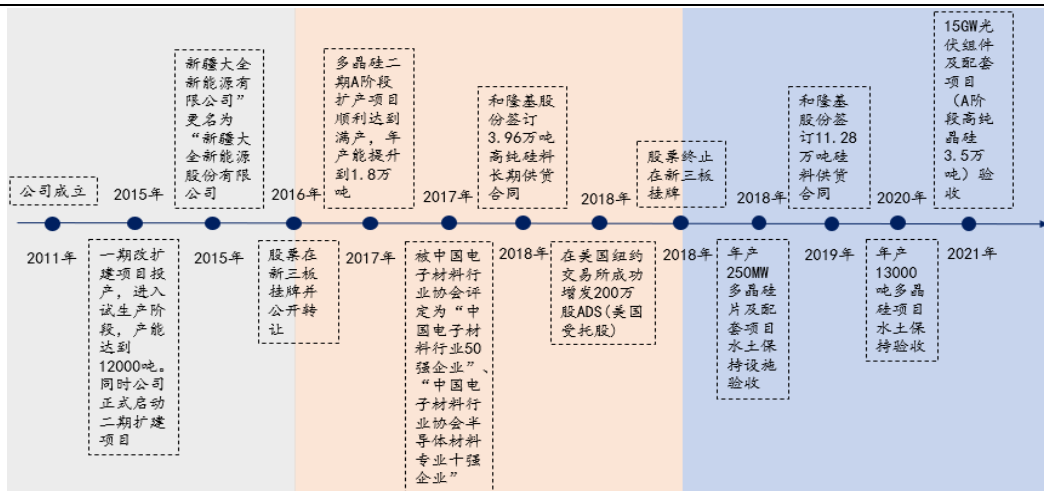 公司成立
2011年
2015年
一期改扩
建项目投
产，进入
试生产阶
段，产能
达到
12000吨。
同时公司
正式启动
二期扩建
项目
新疆大全
新能源有
限公司”
更名为
“新疆大
全新能源
股份有限
公司
2015年
2016年
股票在
新三板
挂牌并
公开转
让
多晶硅二
期A阶段
扩产项目
顺利达到
满产，年
产能提升
到1.8万
吨
2017年
2017年
被中国电
子材料行
业协会评
定为“中
国电子材
料行业50
强企业”、
“中国电
子材料行
业协会半
导体材料
专业十强
企业”
和隆基股
份签订
3.96万吨
高纯硅料
长期供货
合同
2018年
2018年
在美国纽约
交易所成功
增发200万
股ADS(美国
受托股)
股票终止
在新三板
挂牌
2018年
2018年
年产
250MW
多晶硅
片及配
套项目
水土保
持设施
验收
和隆基
股份签
订11.28
万吨硅
料供货
合同
2019年
2020年
年产
13000
吨多晶
硅项目
水土保
持验收
15GW光
伏组件
及配套
项目
（A阶
段高纯
晶硅
3.5万
吨）验
收
2021年